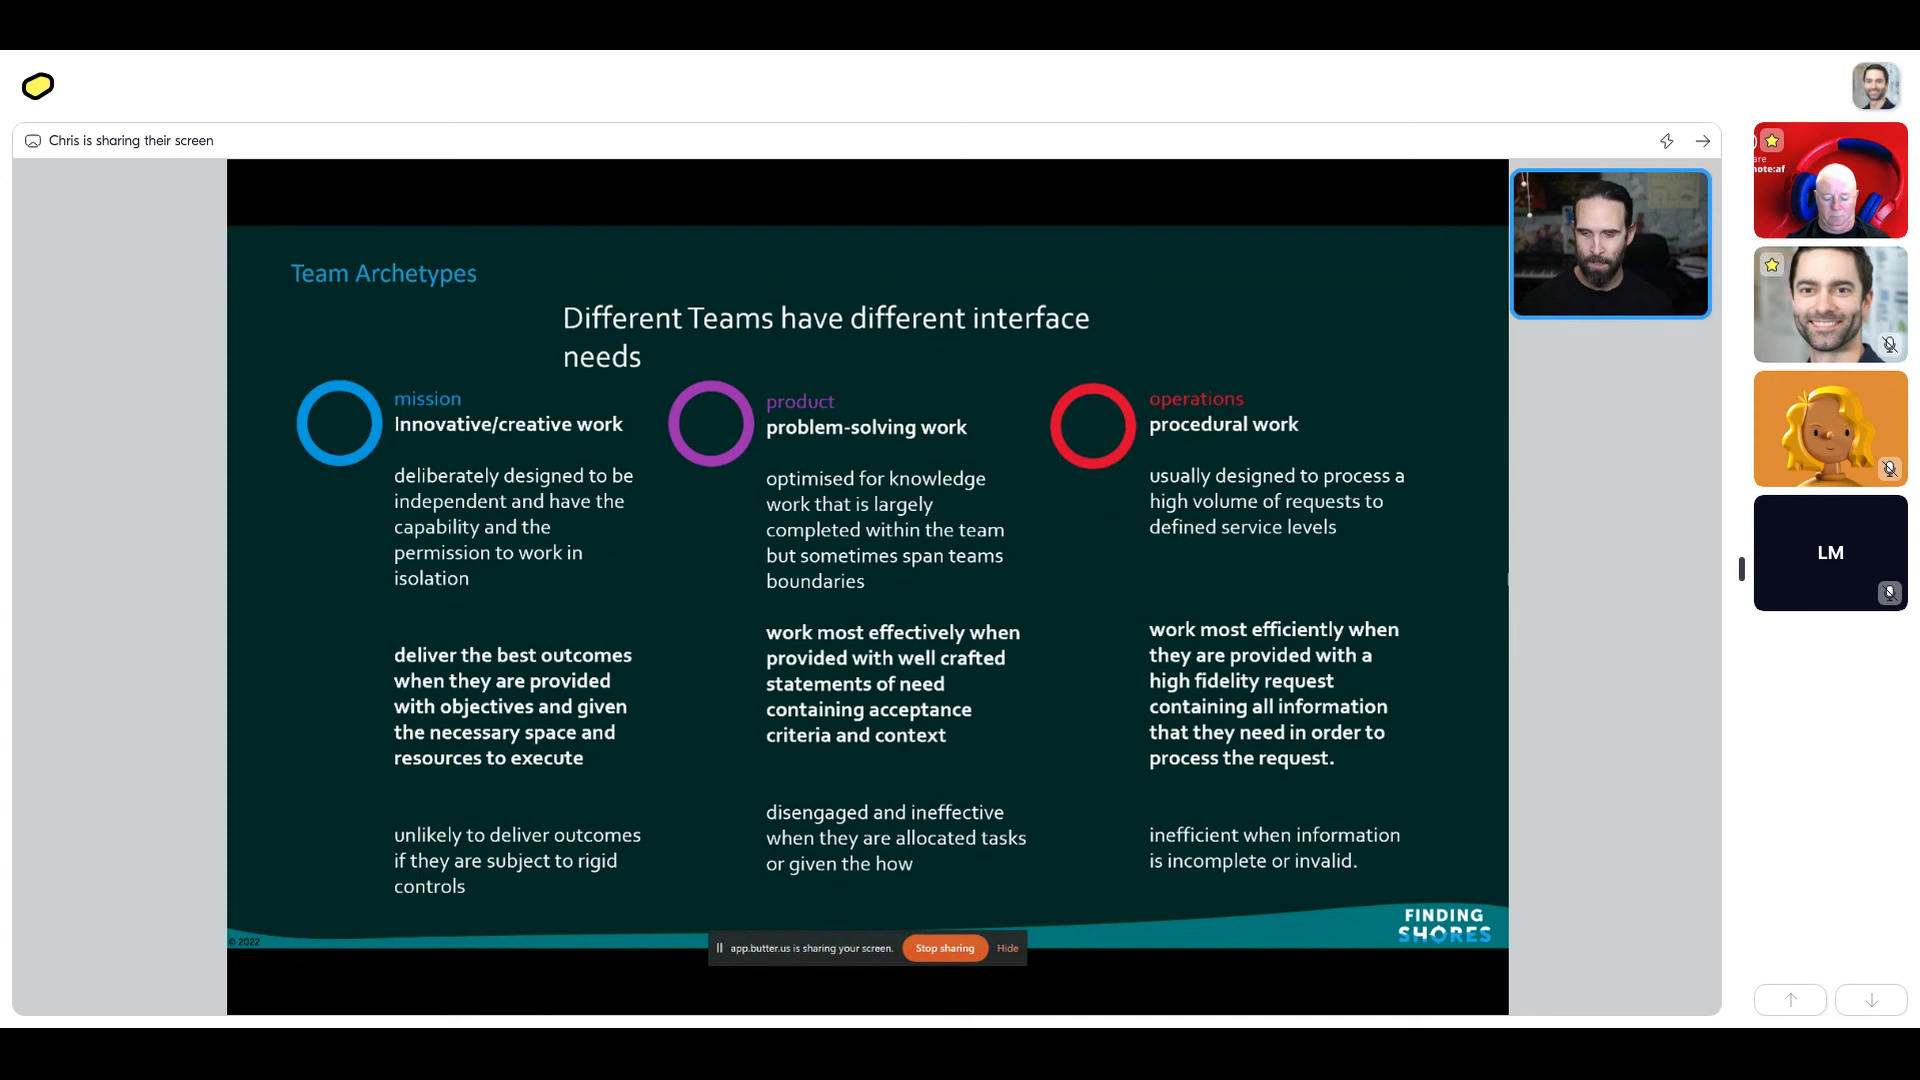 Chris is sharing their screen
are
note:af
Team Archetypes
Different Teams have different interface
needs
mission
Innovative/creative work
deliberately designed to be
independent and have the
capability and the
permission to work in
isolation
deliver the best outcomes
when they are provided
with objectives and given
the necessary space and
resources to execute
unlikely to deliver outcomes
if they are subject to rigid
controls
product
problem-solving work
optimised for knowledge
work that is largely
completed within the team
but sometimes span teams
boundaries
work most effectively when
provided with well crafted
statements of need
containing acceptance
criteria and context
disengaged and ineffective
when they are allocated tasks
or given the how
operations
procedural work
usually designed to process a
high volume of requests to
defined service levels
work most efficiently when
they are provided with a
high fidelity request
containing all information
that they need in order to
process the request.
inefficient when information
is incomplete or invalid.
LM
FINDING
SHORES
© 2022
app.butter.us is sharing your screen.
Stop sharing
Hide